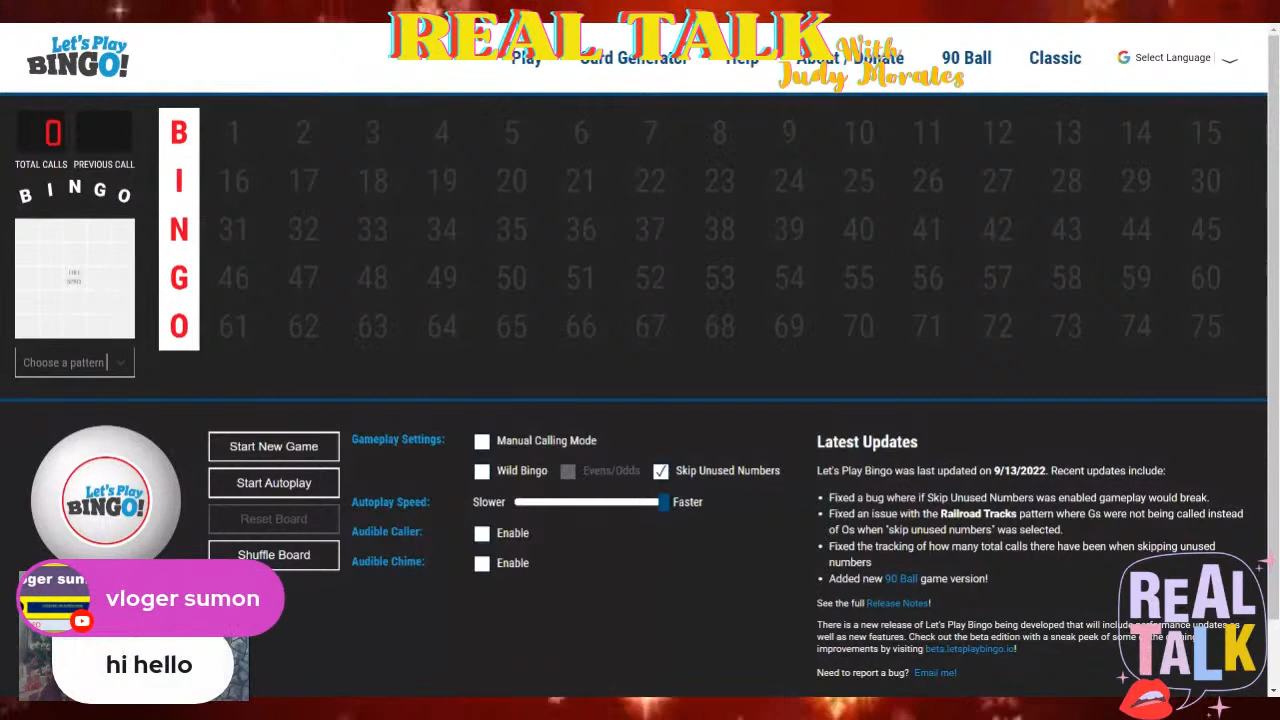 REAL TALK
With
Judy Morales
Let's Play
BINGO!
Play
Card Generator
Help
About / Donate
90 Ball
Classic
Select Language
0
TOTAL CALLS PREVIOUS CALL
B I N G O
B 1 2 3 4 5 6 7 8 9 10 11 12 13 14 15
I 16 17 18 19 20 21 22 23 24 25 26 27 28 29 30
N 31 32 33 34 35 36 37 38 39 40 41 42 43 44 45
G 46 47 48 49 50 51 52 53 54 55 56 57 58 59 60
O 61 62 63 64 65 66 67 68 69 70 71 72 73 74 75
Choose a pattern
Let's Play
BINGO!
Start New Game
Start Autoplay
Reset Board
Shuffle Board
Gameplay Settings:
Manual Calling Mode
Wild Bingo Evens/Odds Skip Unused Numbers
Autoplay Speed: Slower Faster
Audible Caller: Enable
Audible Chime: Enable
Latest Updates
Let's Play Bingo was last updated on 9/13/2022. Recent updates include:
• Fixed a bug where if Skip Unused Numbers was enabled gameplay would break.
• Fixed an issue with the Railroad Tracks pattern where Gs were not being called instead
of Os when "skip unused numbers" was selected.
• Fixed the tracking of how many total calls there have been when skipping unused
numbers
• Added new 90 Ball game version!
See the full Release Notes!
There is a new release of Let's Play Bingo being developed that will include performance updates as
well as new features. Check out the beta edition with a sneak peek of some of the
improvements by visiting beta.letsplaybingo.io!
Need to report a bug? Email me!
vloger sumon
hi hello
REAL
TALK